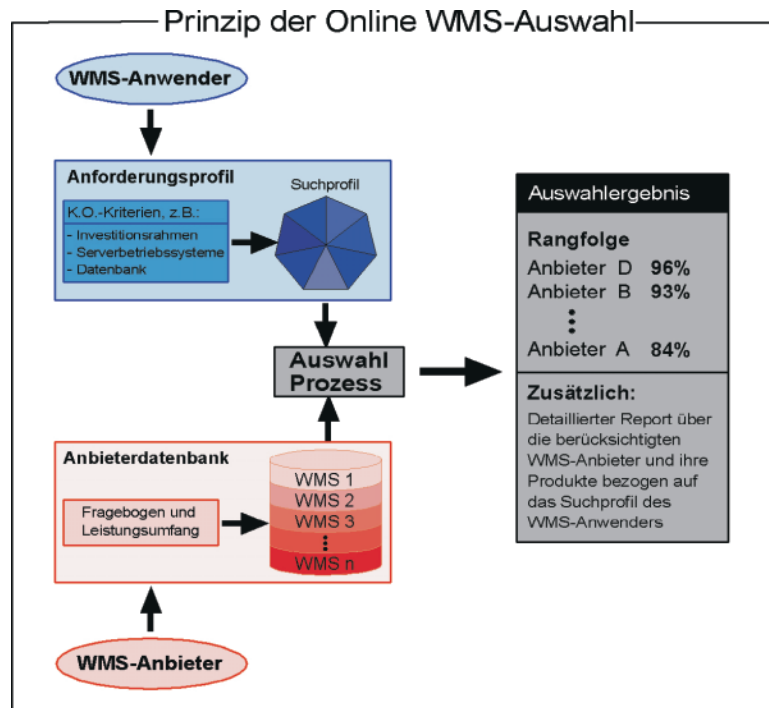 Prinzip der Online WMS-Auswahl
WMS-Anwender
Anforderungsprofil
K.O.-Kriterien, z.B.:
- Investitionsrahmen
- Serverbetriebssysteme
- Datenbank
Suchprofil
Auswahl
Prozess
Anbieterdatenbank
Fragebogen und
Leistungsumfang
WMS 1
WMS 2
WMS 3
WMS n
WMS-Anbieter
Auswahlergebnis
Rangfolge
Anbieter D 96%
Anbieter B 93%
Anbieter A 84%
Zusätzlich:
Detaillierter Report über
die berücksichtigten
WMS-Anbieter und ihre
Produkte bezogen auf
das Suchprofil des
WMS-Anwenders